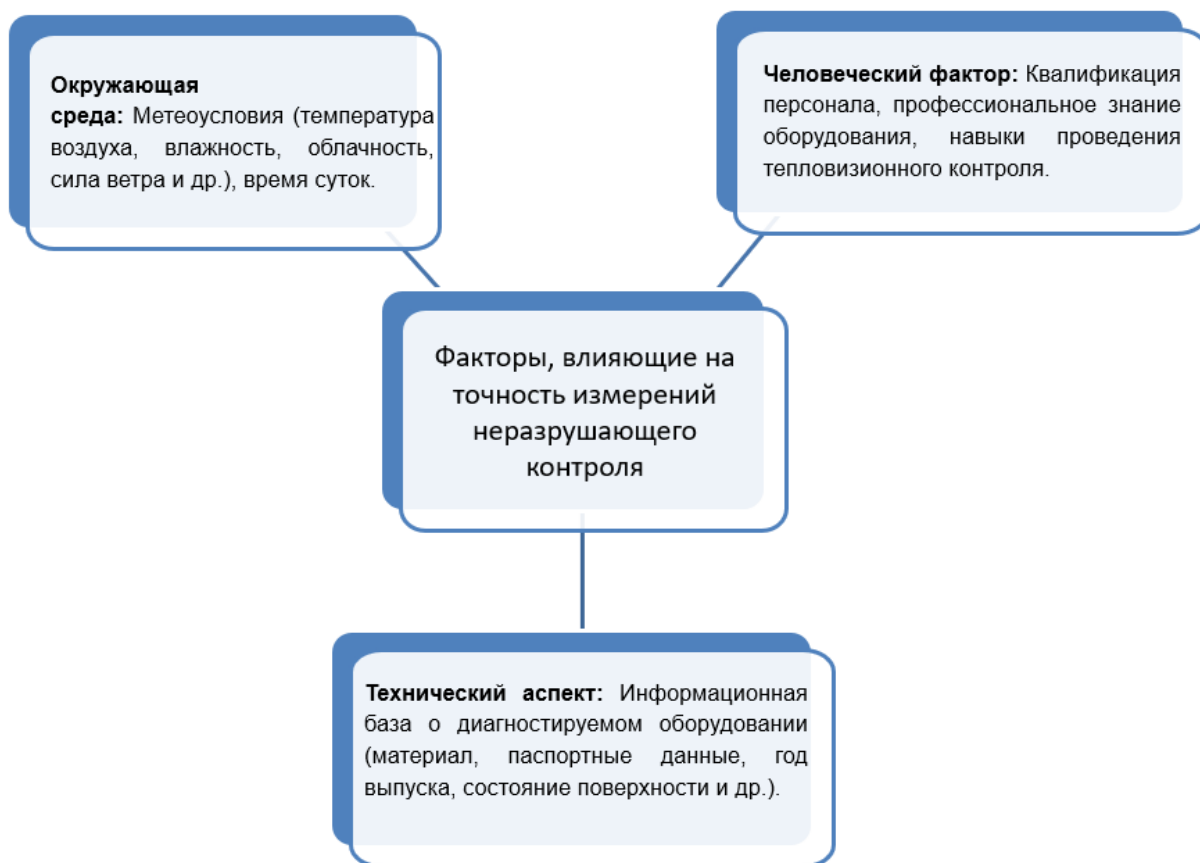 Окружающая
среда: Метеоусловия (температура
воздуха, влажность, облачность,
сила ветра и др.), время суток.
Человеческий фактор: Квалификация
персонала, профессиональное знание
оборудования, навыки проведения
тепловизионного контроля.
Факторы, влияющие на
точность измерений
неразрушающего
контроля
Технический аспект: Информационная
база о диагностируемом оборудовании
(материал, паспортные данные, год
выпуска, состояние поверхности и др.).